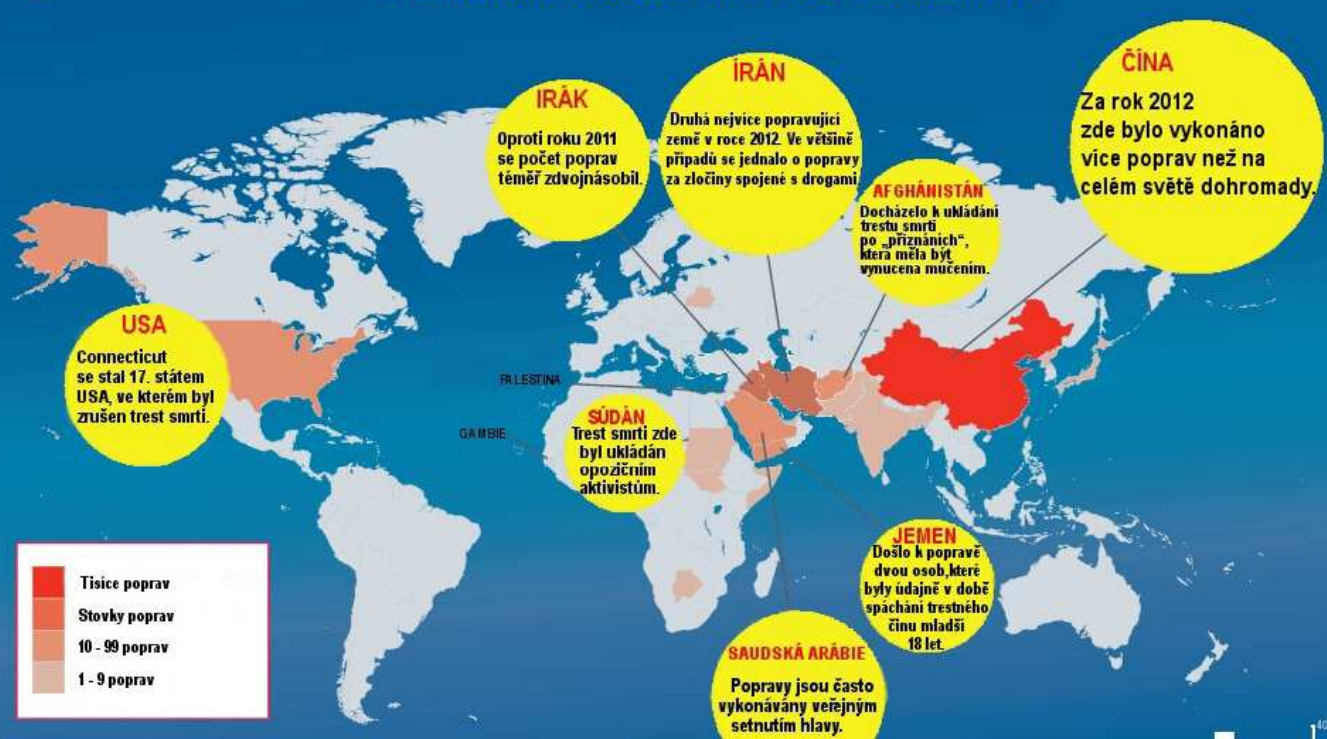 ČÍNA
Za rok 2012
zde bylo vykonáno
více poprav než na
celém světě dohromady.
ÍRÁN
Druhá nejvíce popravující
země v roce 2012. Ve většině
případů se jednalo o popravy
za zločiny spojené s drogami
IRÁK
Oproti roku 2011
se počet poprav
téměř zdvojnásobil.
AFGHÁNISTÁN
Docházelo k ukládání
trestu smrti
po „přiznáních",
která měla být
vynucena mučením.
USA
Connecticut
se stal 17. státem
USA, ve kterém byl
zrušen trest smrti.
PALESTINA
GAMBIE
SÚDÁN
Trest smrti zde
byl ukládán
opozičním
aktivistům.
JEMEN
Došlo k popravě
dvou osob,které
byly údajně v době
spáchání trestného
činu mladší
18 let.
SAUDSKÁ ARÁBIE
Popravy jsou často
vykonávány veřejným
setnutím hlavy.
Tisice poprav
Stovky poprav
10 - 99 poprav
1 - 9 poprav